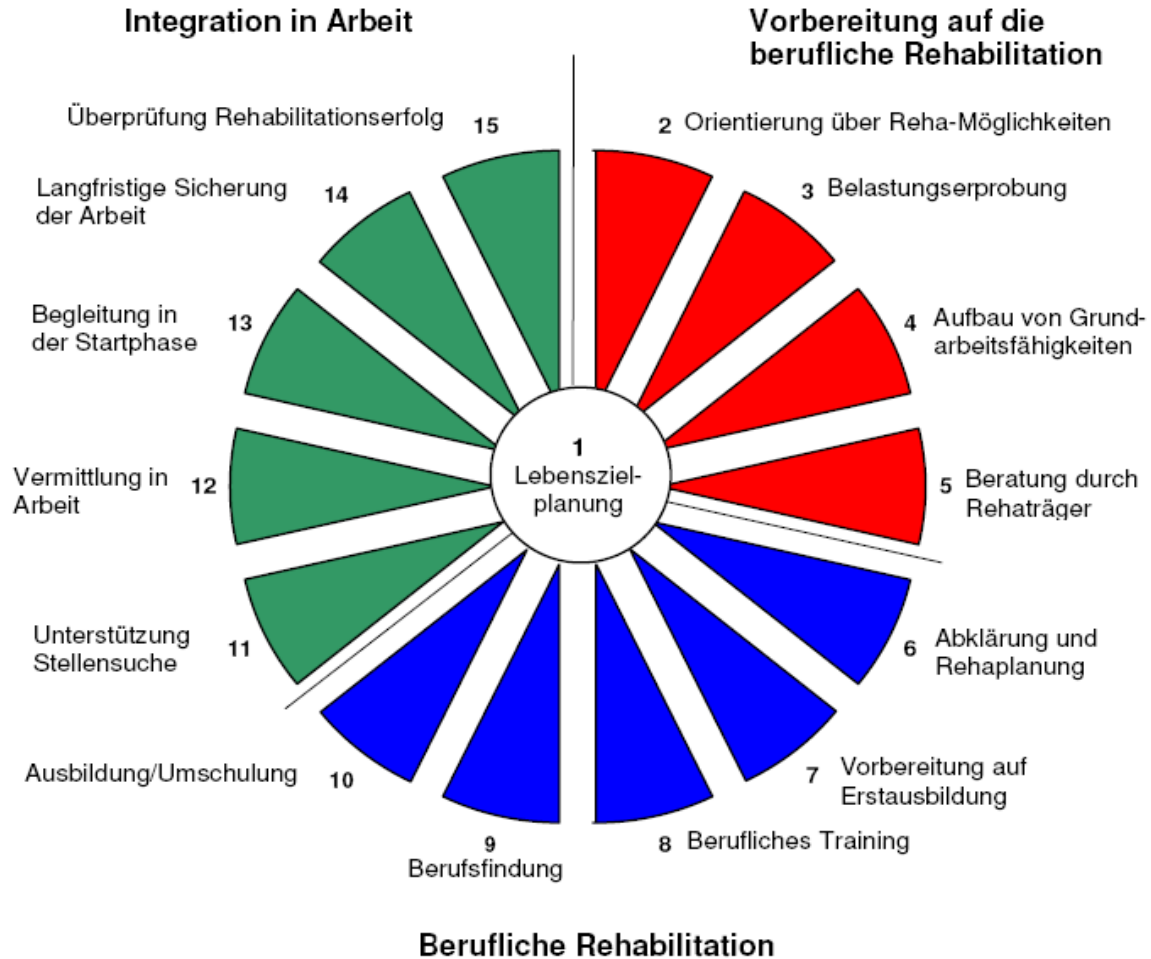 Integration in Arbeit
Vorbereitung auf die
berufliche Rehabilitation
1
Lebensziel-
planung
2 Orientierung über Reha-Möglichkeiten
3 Belastungserprobung
4 Aufbau von Grund-
arbeitsfähigkeiten
5 Beratung durch
Rehaträger
6 Abklärung und
Rehaplanung
7 Vorbereitung auf
Erstausbildung
8 Berufliches Training
9
Berufsfindung
Ausbildung/Umschulung 10
Unterstützung
Stellensuche 11
Vermittlung in 12
Arbeit
Begleitung in 13
der Startphase
Langfristige Sicherung 14
der Arbeit
Überprüfung Rehabilitationserfolg 15
Berufliche Rehabilitation